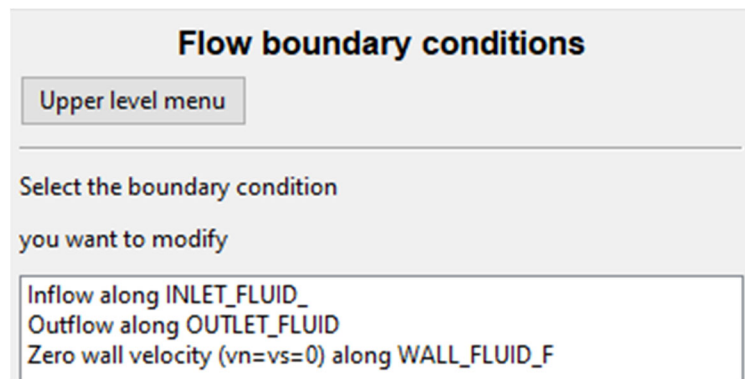 Flow boundary conditions
Upper level menu
Select the boundary condition
you want to modify
Inflow along INLET_FLUID_
Outflow along OUTLET_FLUID
Zero wall velocity (vn=vs=0) along WALL_FLUID_F